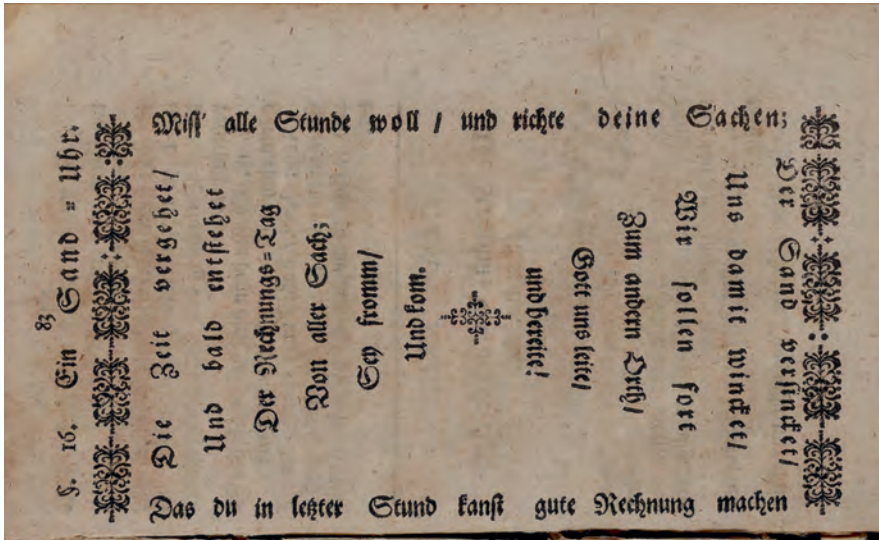 83
§. 16. Ein Sand = Uhr.
Miſſ' alle Stunde woll / und richte deine Sachen;
Die Zeit vergehet/
Und bald entſtehet
Der Rechnungs=Tag
Von aller Sach;
Sey fromm/
Und kom.
Der Sand verſincket/
Uns damit wincket/
Wir ſollen fort
Zum andern Orth/
Gott uns leite/
und bereite!
Das du in letzter Stund kanſt gute Rechnung machen